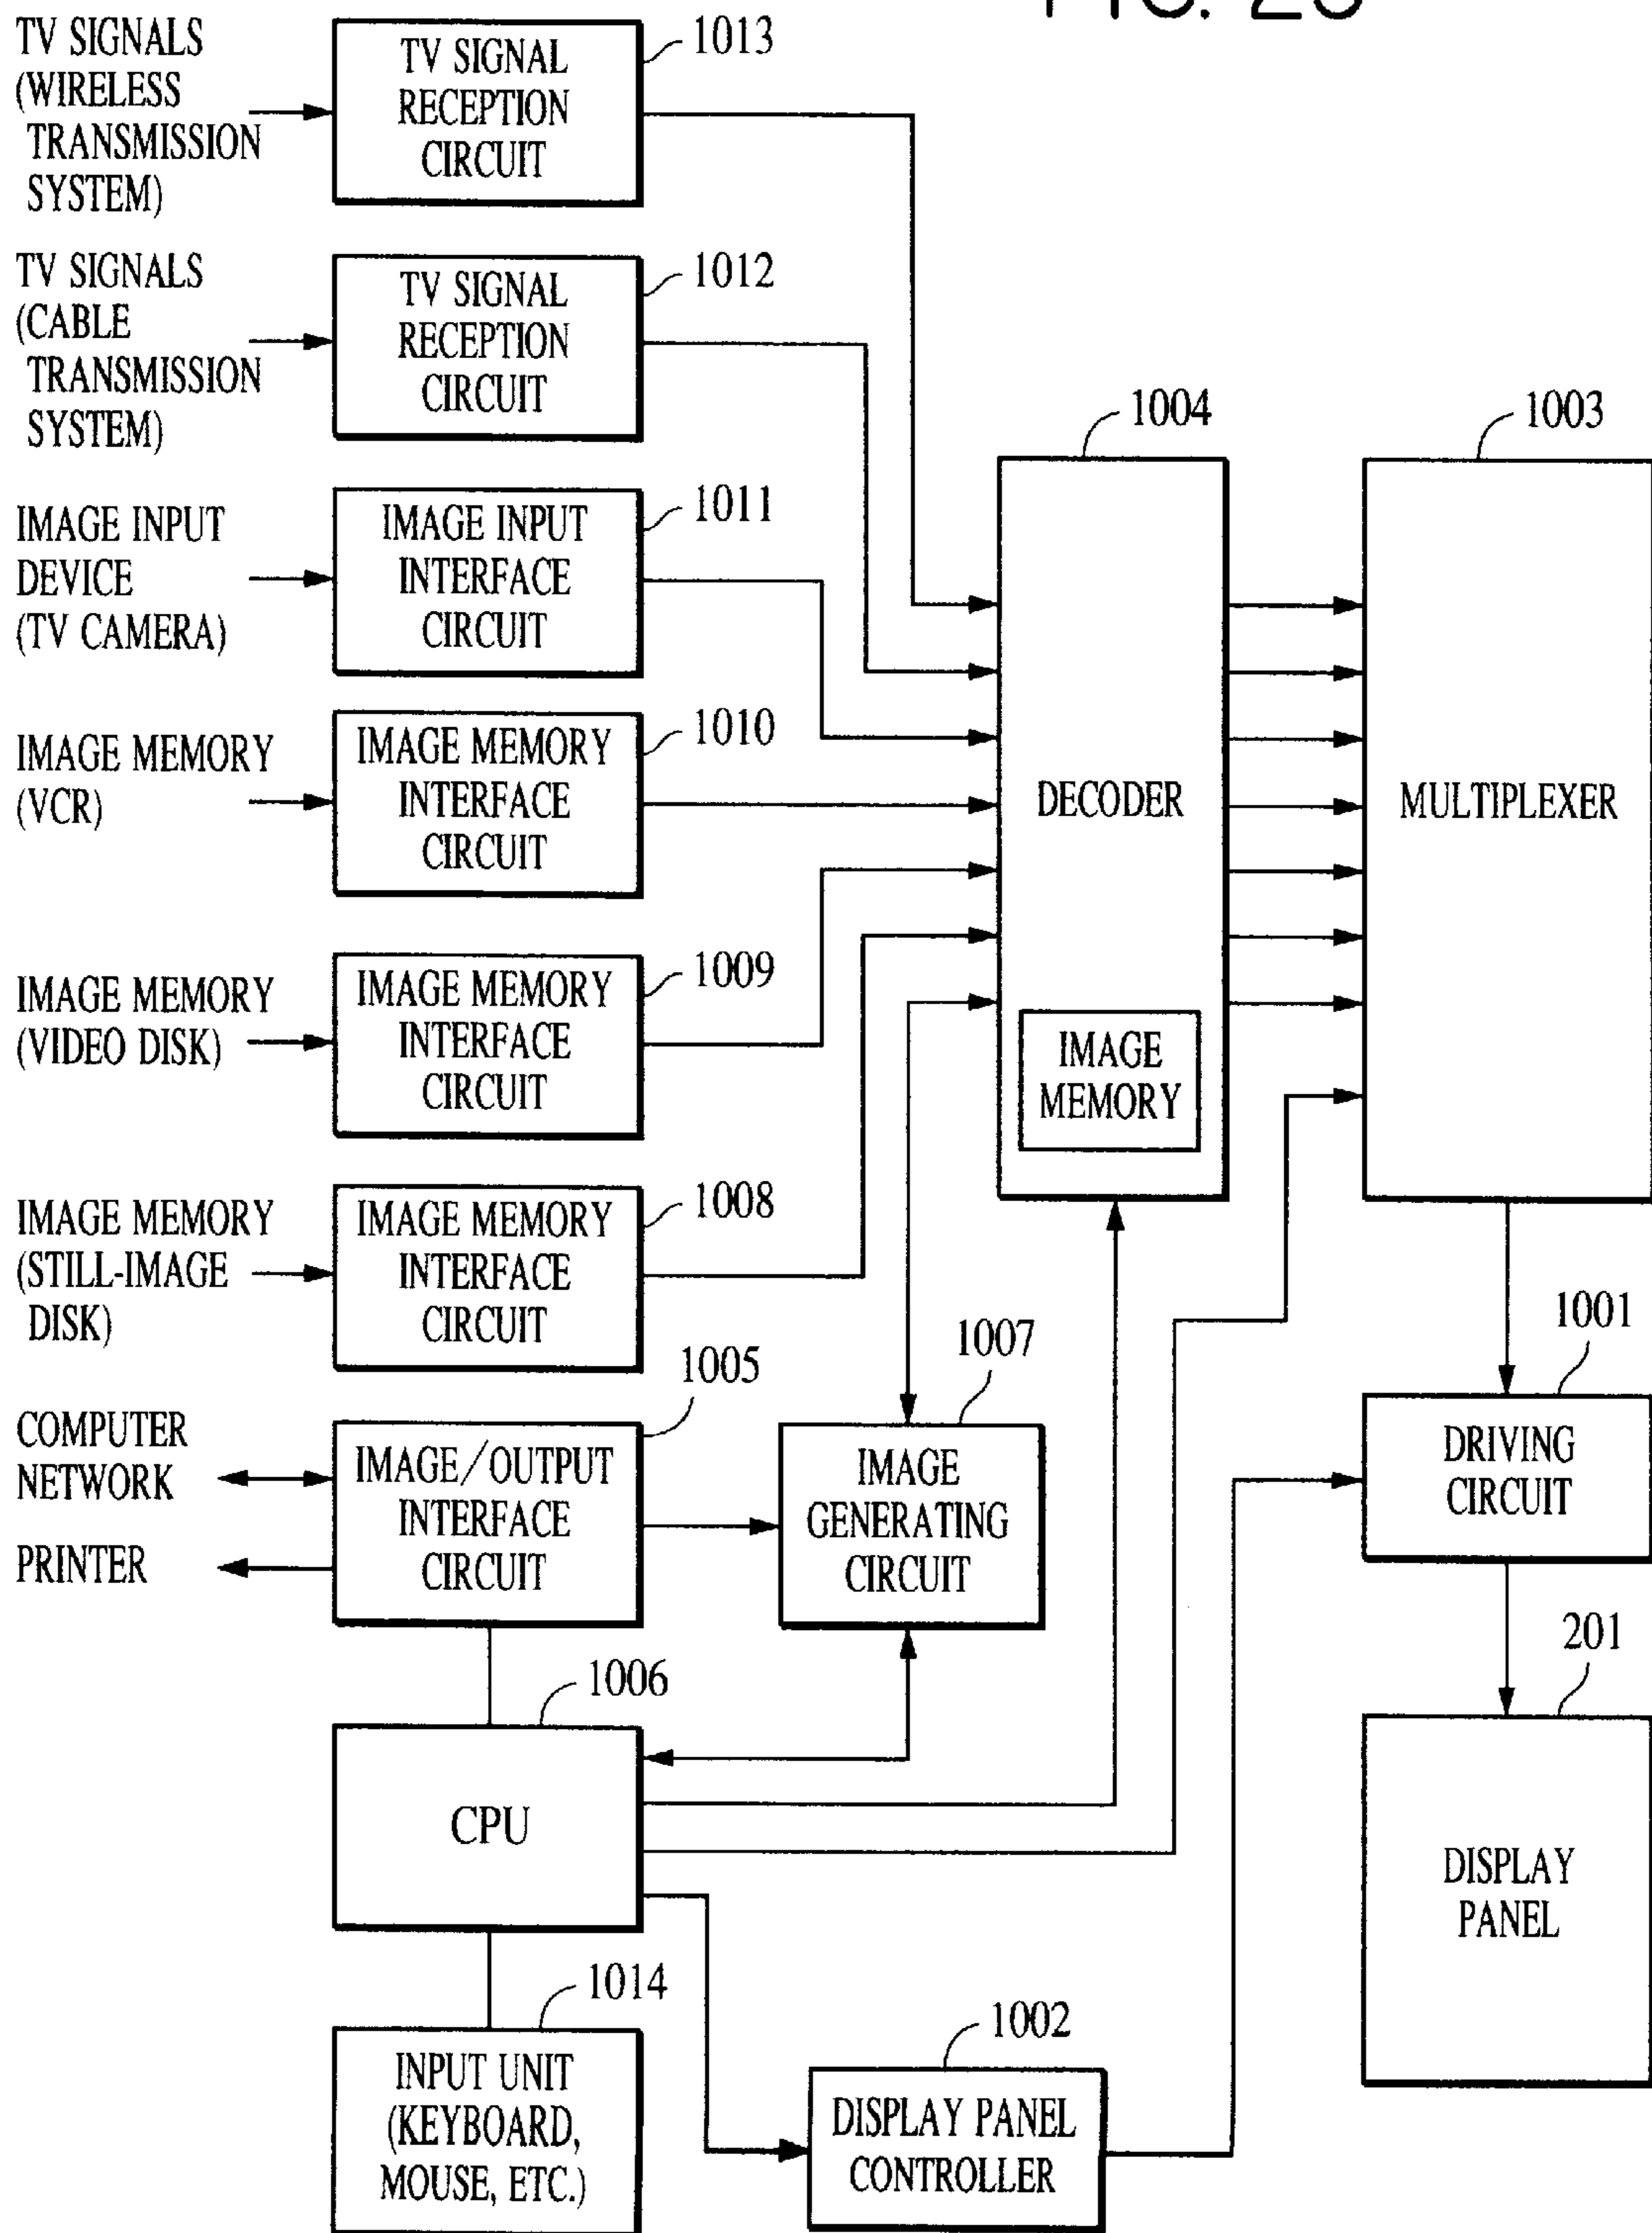 FIG.
TV SIGNALS
(WIRELESS
TRANSMISSION
SYSTEM)
TV SIGNAL
RECEPTION
CIRCUIT
1013
TV SIGNALS
(CABLE
TRANSMISSION
SYSTEM)
TV SIGNAL
RECEPTION
CIRCUIT
1012
IMAGE INPUT
DEVICE
(TV CAMERA)
IMAGE INPUT
INTERFACE
CIRCUIT
1011
IMAGE MEMORY
(VCR)
IMAGE MEMORY
INTERFACE
CIRCUIT
1010
IMAGE MEMORY
(VIDEO DISK)
IMAGE MEMORY
INTERFACE
CIRCUIT
1009
IMAGE MEMORY
(STILL-IMAGE
DISK)
IMAGE MEMORY
INTERFACE
CIRCUIT
1008
COMPUTER
NETWORK
PRINTER
IMAGE/OUTPUT
INTERFACE
CIRCUIT
1005
IMAGE
GENERATING
CIRCUIT
1007
CPU
1006
INPUT UNIT
(KEYBOARD,
MOUSE, ETC.)
1014
DISPLAY PANEL
CONTROLLER
1002
1004
DECODER
IMAGE
MEMORY
1003
MULTIPLEXER
1001
DRIVING
CIRCUIT
201
DISPLAY
PANEL